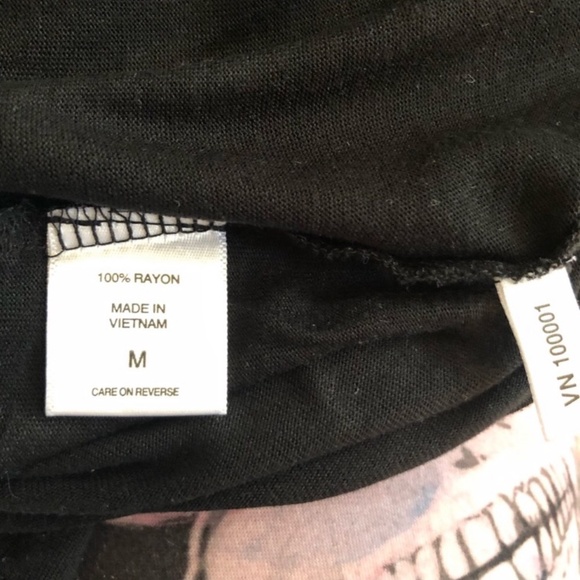 100% RAYON
MADE IN
VIETNAM
M
CARE ON REVERSE
VN 100001